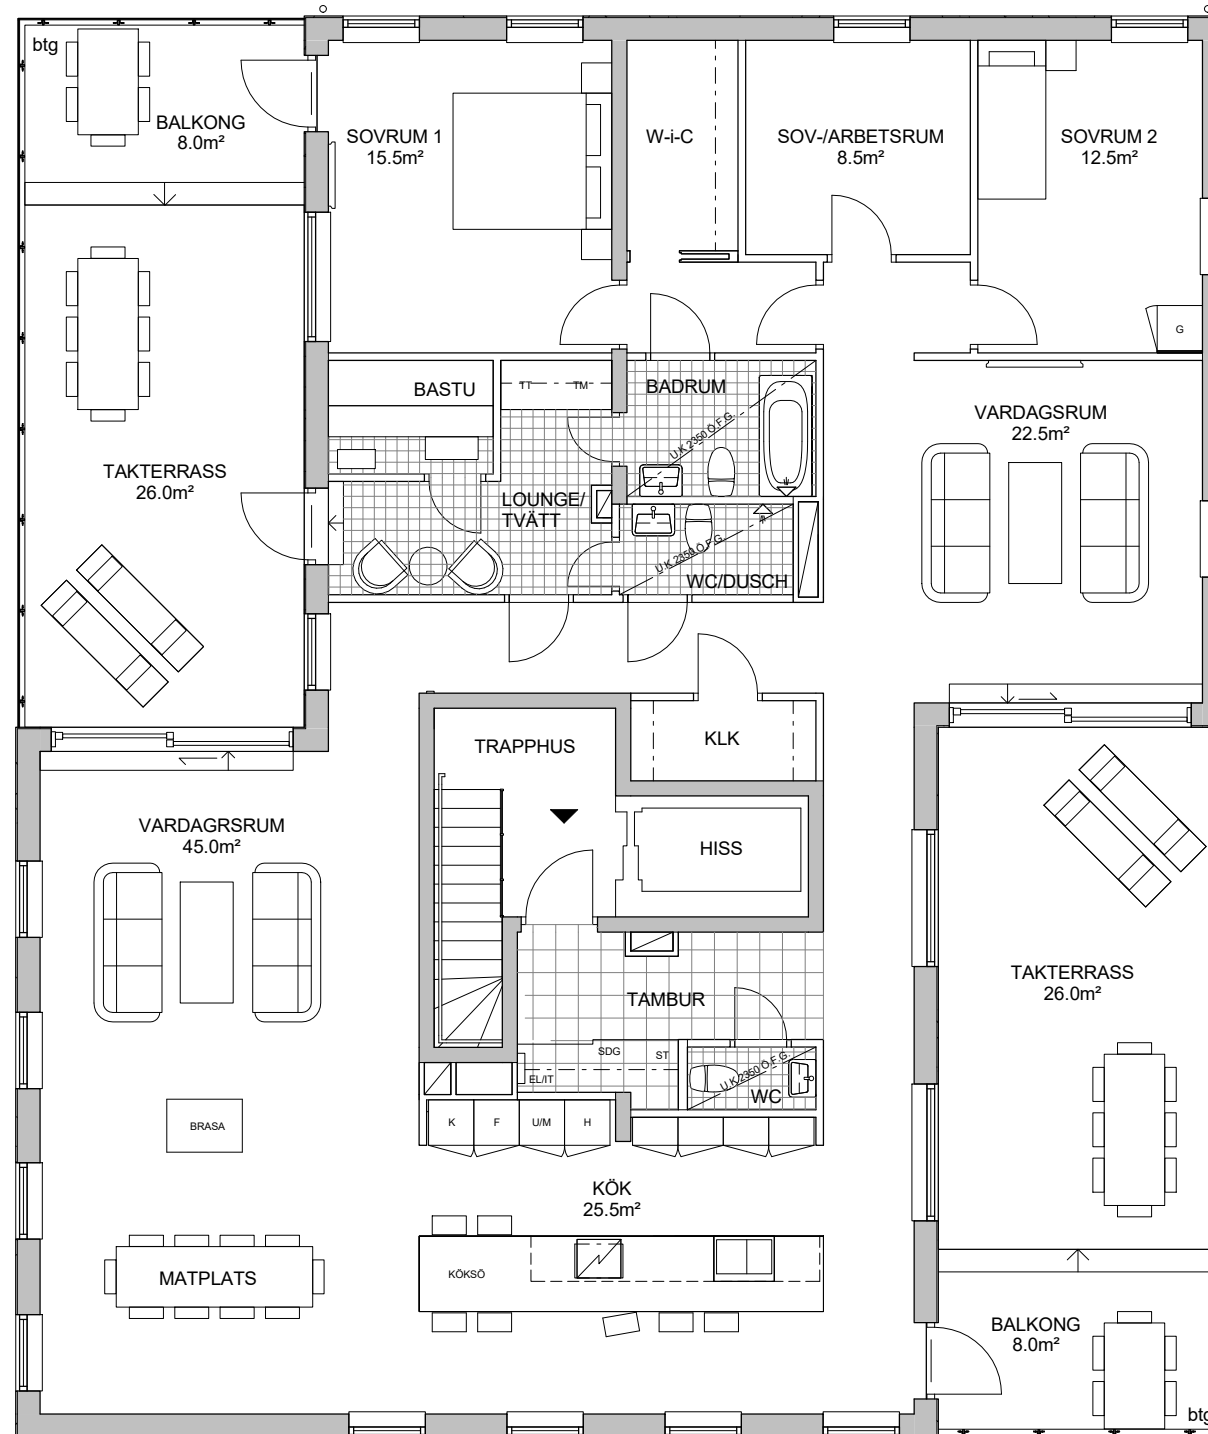 btg
BALKONG
8.0m²
SOVRUM 1
15.5m²
W-i-C
SOV-/ARBETSRUM
8.5m²
SOVRUM 2
12.5m²
G
BASTU
TT
TM
BADRUM
U.K 2350 Ö.F.G.
VARDAGSRUM
22.5m²
TAKTERRASS
26.0m²
LOUNGE/
TVÄTT
U.K 2350 Ö.F.G.
WC/DUSCH
TRAPPHUS
KLK
VARDAGRSRUM
45.0m²
HISS
TAKTERRASS
26.0m²
TAMBUR
SDG
ST
EL/IT
U.K 2350 Ö.F.G.
WC
BRASA
K
F
U/M
H
KÖK
25.5m²
MATPLATS
KÖKSÖ
BALKONG
8.0m²
btg